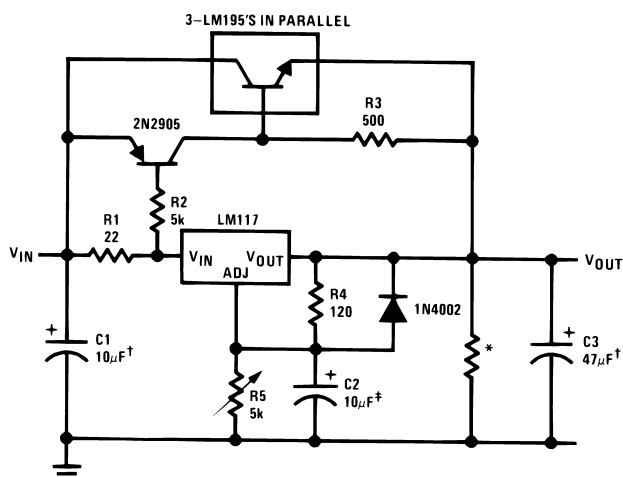 3–LM195'S IN PARALLEL
2N2905
R3
500
R2
5k
LM117
R1
22
VIN
VIN
VOUT
ADJ
VOUT
R4
120
1N4002
*
C1
10μF†
C2
10μF‡
C3
47μF†
R5
5k